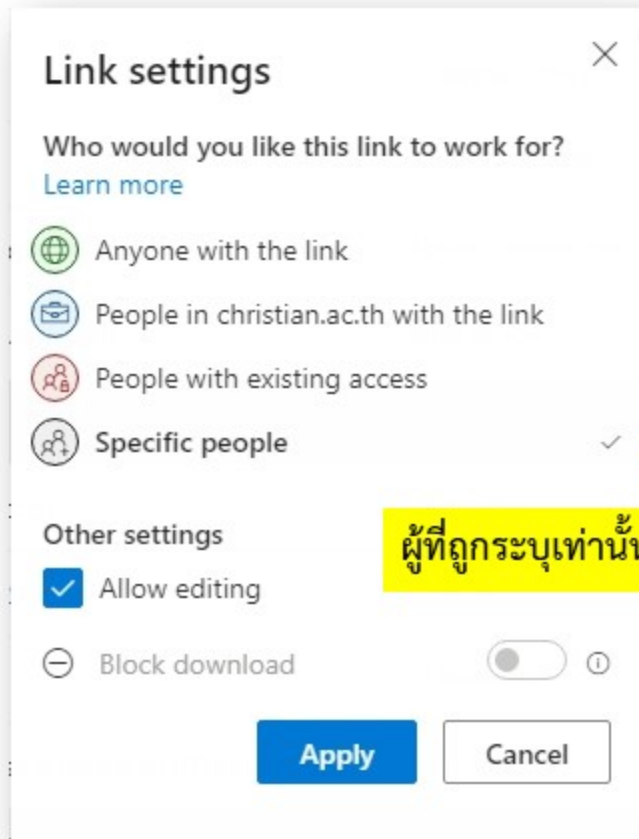 Link settings
Who would you like this link to work for?
Learn more
Anyone with the link
People in christian.ac.th with the link
People with existing access
Specific people
Other settings
ผู้ที่ถูกระบุเท่านั้น
Allow editing
Block download
Apply
Cancel